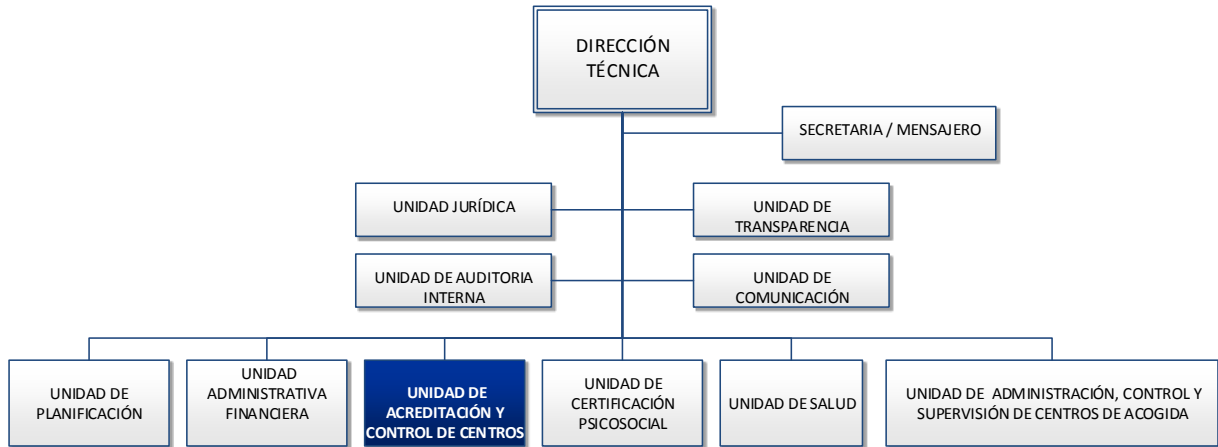 DIRECCIÓN
TÉCNICA
SECRETARIA / MENSAJERO
UNIDAD JURÍDICA
UNIDAD DE
TRANSPARENCIA
UNIDAD DE AUDITORIA
INTERNA
UNIDAD DE
COMUNICACIÓN
UNIDAD DE
PLANIFICACIÓN
UNIDAD
ADMINISTRATIVA
FINANCIERA
UNIDAD DE
ACREDITACIÓN Y
CONTROL DE CENTROS
UNIDAD DE
CERTIFICACIÓN
PSICOSOCIAL
UNIDAD DE SALUD
UNIDAD DE ADMINISTRACIÓN, CONTROL Y
SUPERVISIÓN DE CENTROS DE ACOGIDA